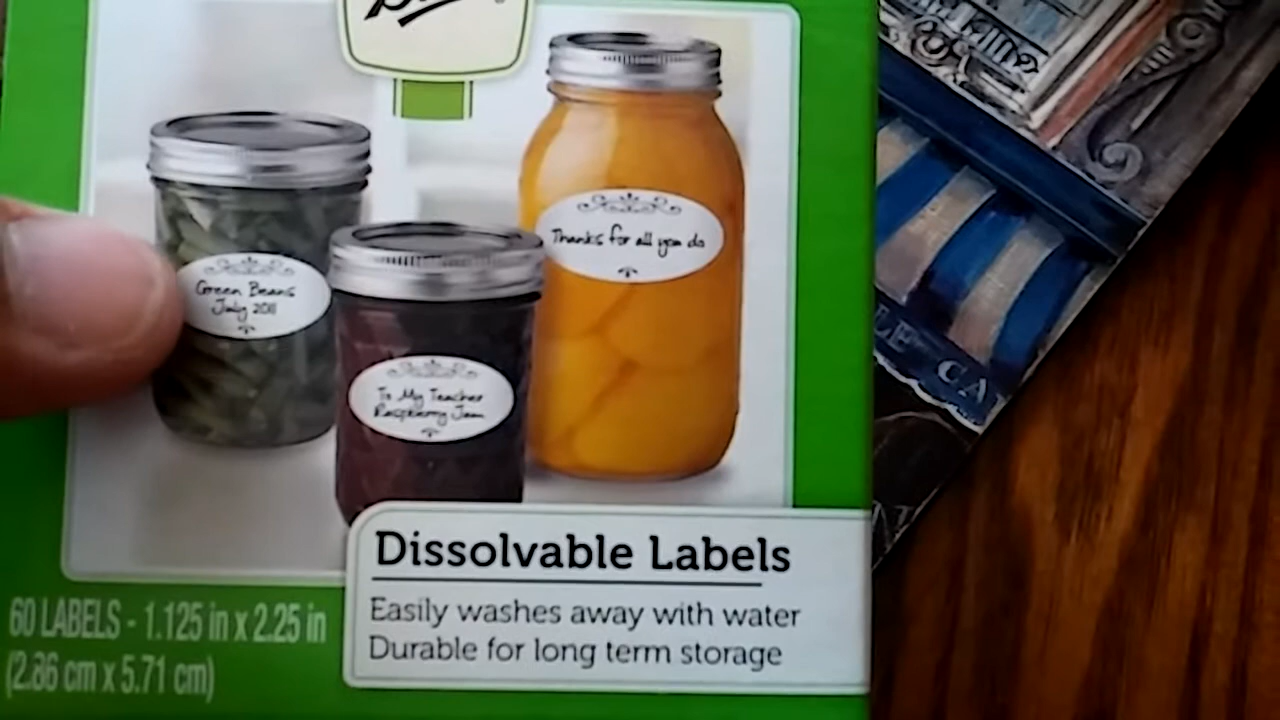 Thanks for all you do
Green Beans
July 2011
To My Teacher
Raspberry Jam
LE CA
Dissolvable Labels
Easily washes away with water
Durable for long term storage
60 LABELS - 1.125 in x 2.25 in
(2.86 cm x 5.71 cm)